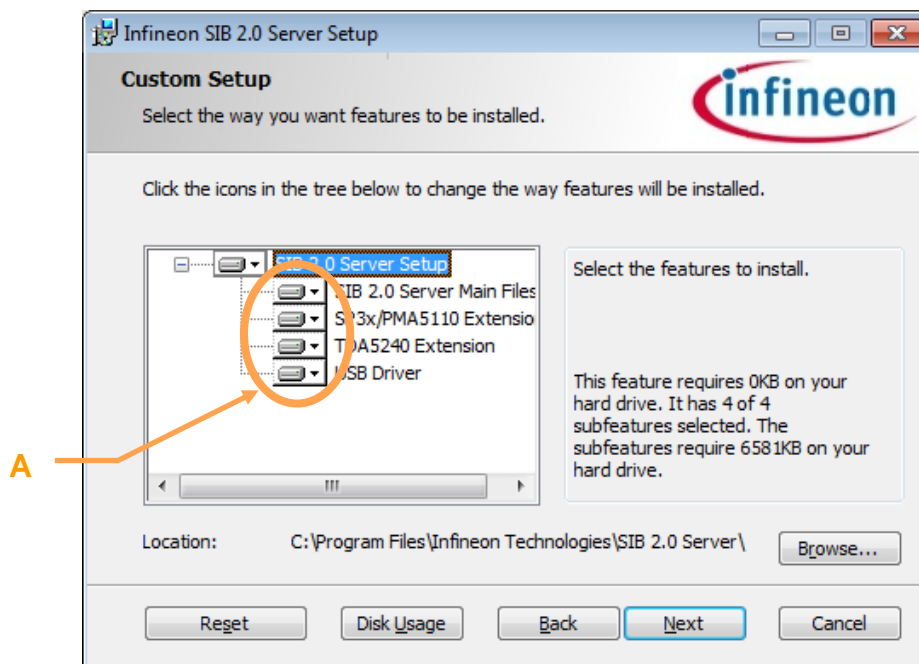 Infineon SIB 2.0 Server Setup
Custom Setup
Select the way you want features to be installed.
infineon
Click the icons in the tree below to change the way features will be installed.
SIB 2.0 Server Setup
SIB 2.0 Server Main Files
SP3x/PMA5110 Extensio
TDA5240 Extension
USB Driver
Select the features to install.
This feature requires 0KB on your
hard drive. It has 4 of 4
subfeatures selected. The
subfeatures require 6581KB on your
hard drive.
A
Location: C:\Program Files\Infineon Technologies\SIB 2.0 Server\
Browse...
Reset Disk Usage Back Next Cancel